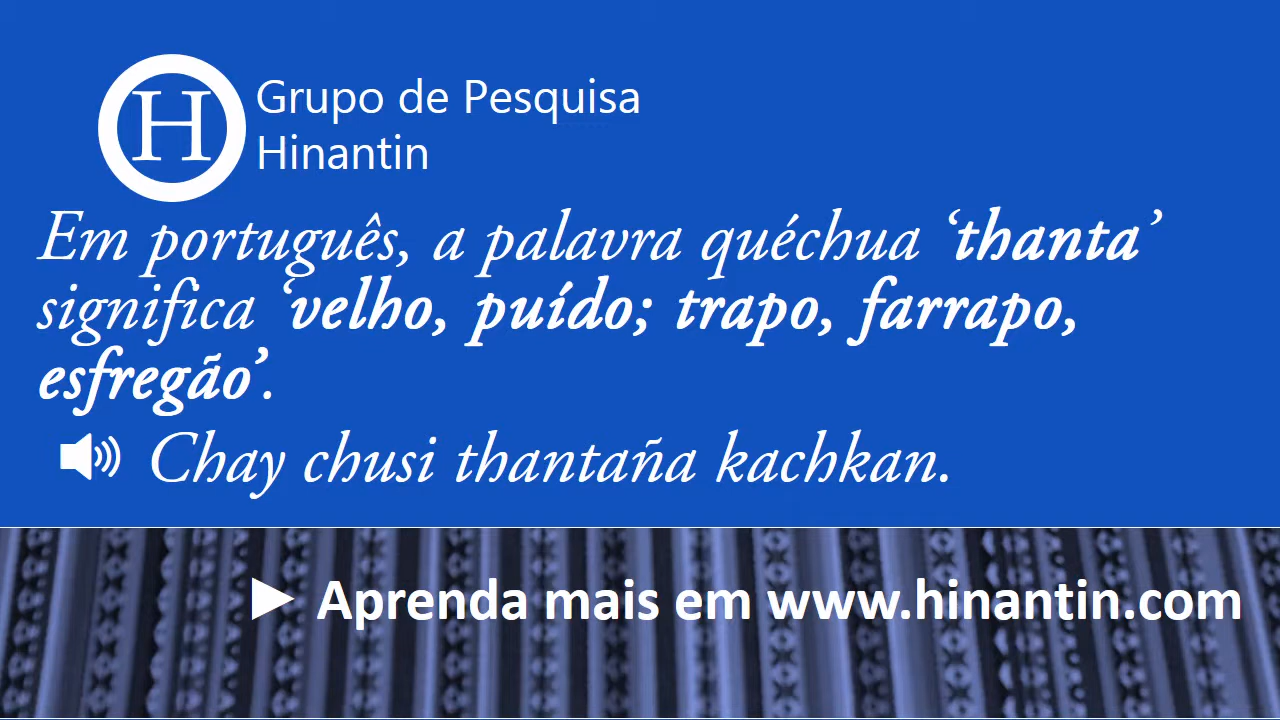 H
Grupo de Pesquisa
Hinantin
Em português, a palavra quéchua ‘thanta’
significa ‘velho, puído; trapo, farrapo,
esfregão’.
Chay chusi thantaña kachkan.
► Aprenda mais em www.hinantin.com